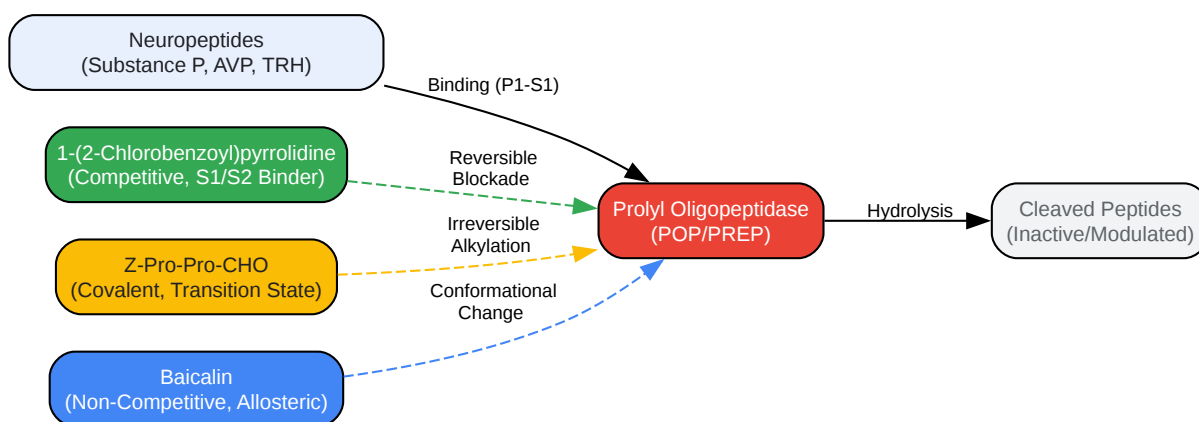 Neuropeptides
(Substance P, AVP, TRH)
Binding (P1-S1)
1-(2-Chlorobenzoyl)pyrrolidine
(Competitive, S1/S2 Binder)
Reversible
Blockade
Prolyl Oligopeptidase
(POP/PREP)
Hydrolysis
Cleaved Peptides
(Inactive/Modulated)
Irreversible
Alkylation
Z-Pro-Pro-CHO
(Covalent, Transition State)
Conformational
Change
Baicalin
(Non-Competitive, Allosteric)